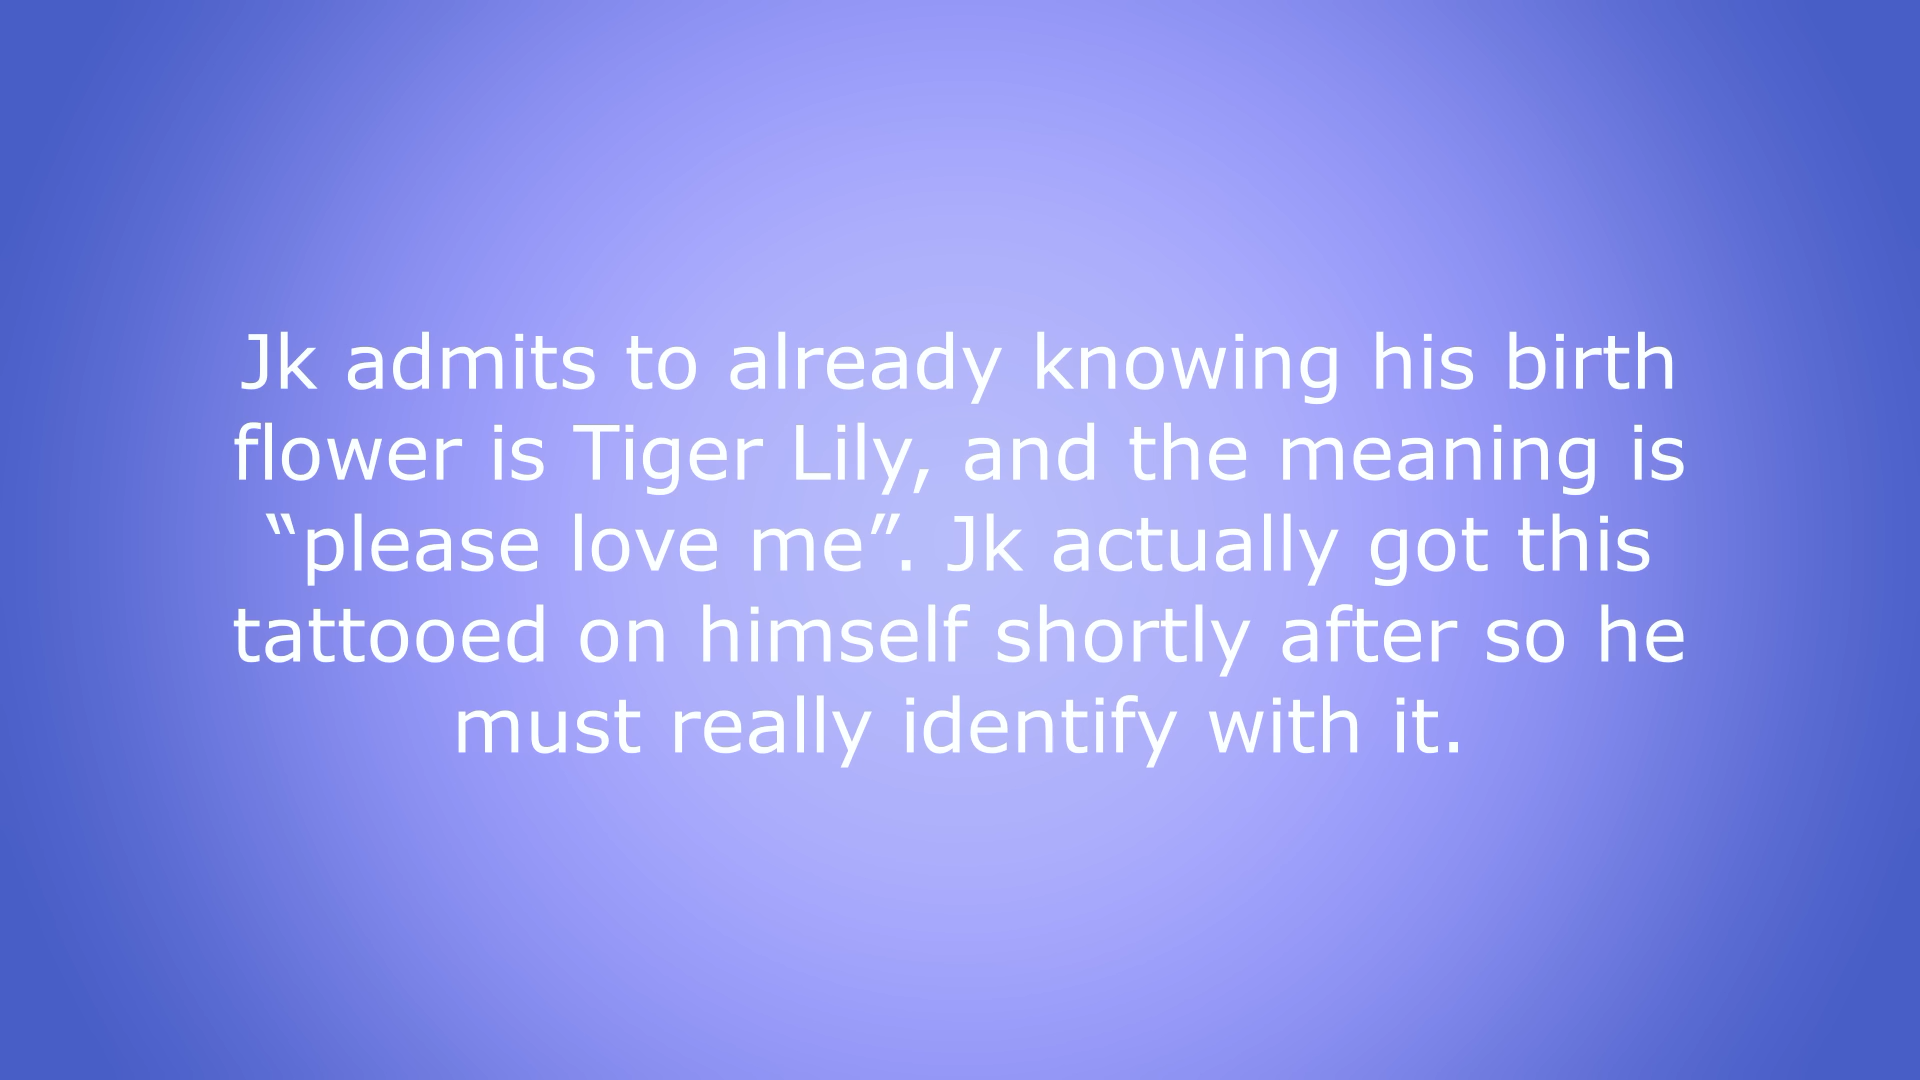 Jk admits to already knowing his birth
flower is Tiger Lily, and the meaning is
“please love me”. Jk actually got this
tattooed on himself shortly after so he
must really identify with it.